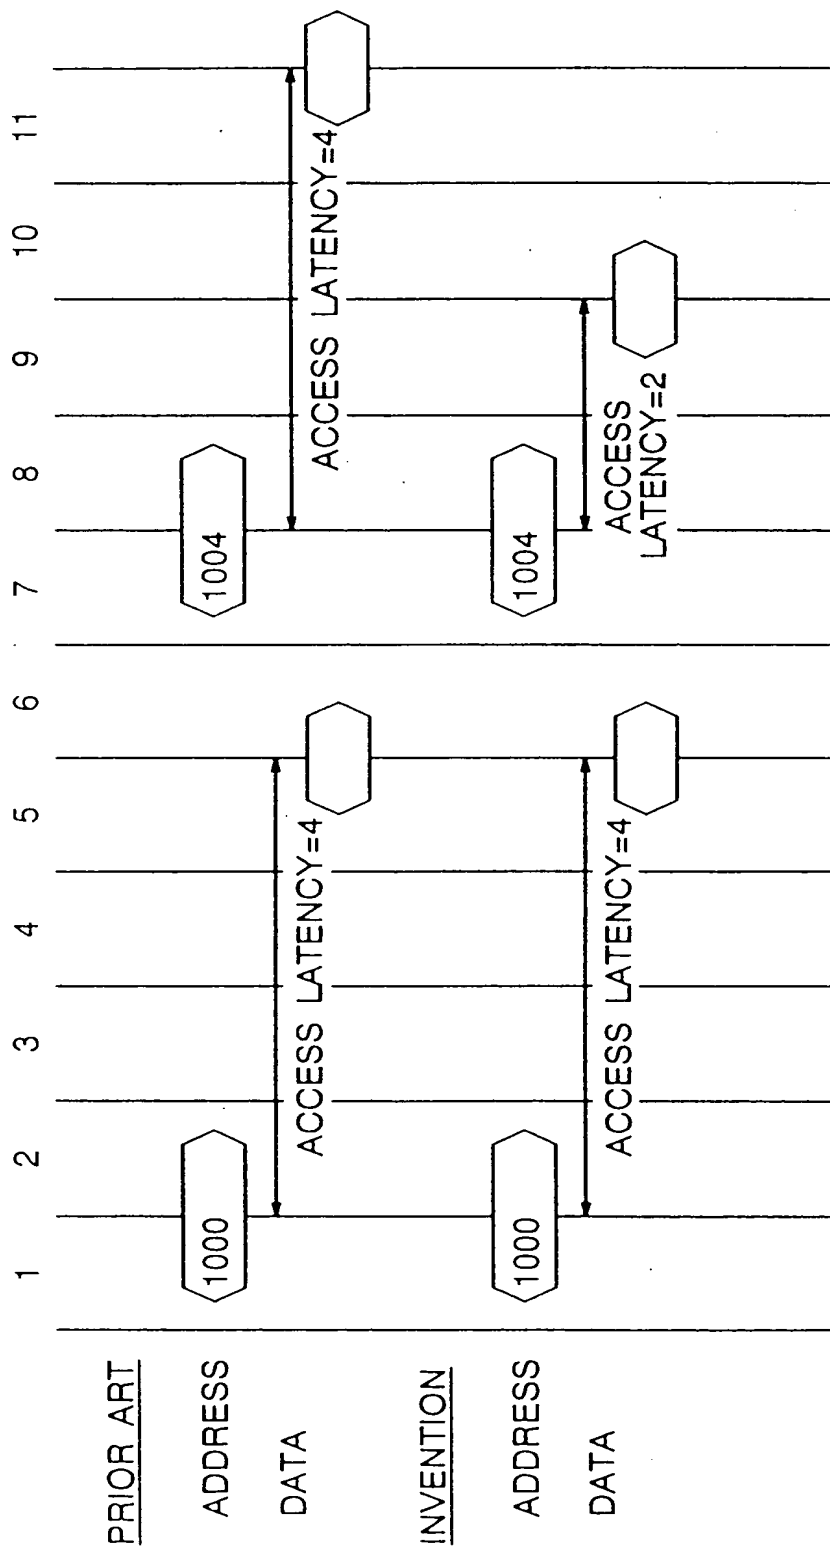 1 2 3 4 5 6 7 8 9 10 11
PRIOR ART
ADDRESS
1000
1004
DATA
ACCESS LATENCY=4
ACCESS LATENCY=4
INVENTION
ADDRESS
1000
1004
DATA
ACCESS LATENCY=4
ACCESS
LATENCY=2